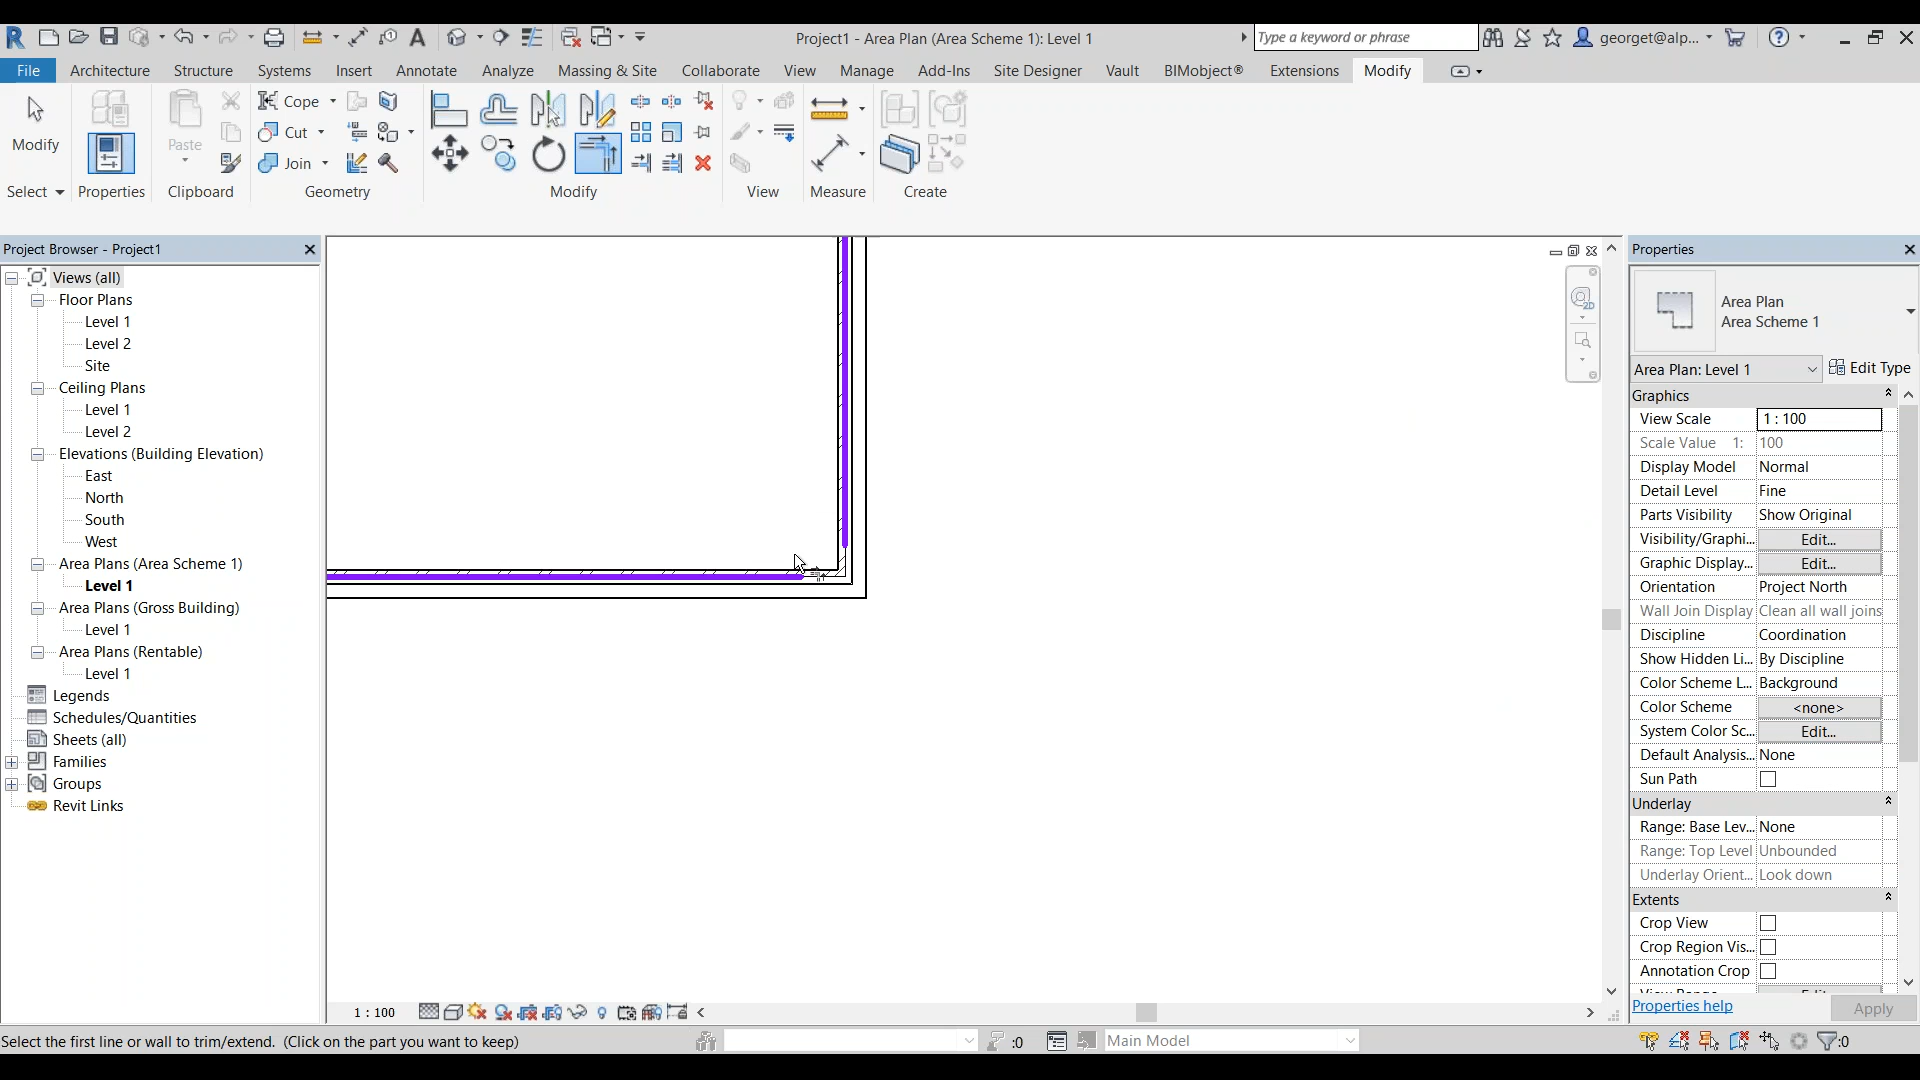 Project1 - Area Plan (Area Scheme 1): Level 1
Type a keyword or phrase
georget@alp...
File Architecture Structure Systems Insert Annotate Analyze Massing & Site Collaborate View Manage Add-Ins Site Designer Vault BIMobject® Extensions Modify
Modify
Paste
Cope
Cut
Join
Select Properties Clipboard Geometry Modify View Measure Create
Project Browser - Project1
Views (all)
Floor Plans
Level 1
Level 2
Site
Ceiling Plans
Level 1
Level 2
Elevations (Building Elevation)
East
North
South
West
Area Plans (Area Scheme 1)
Level 1
Area Plans (Gross Building)
Level 1
Area Plans (Rentable)
Level 1
Legends
Schedules/Quantities
Sheets (all)
Families
Groups
Revit Links
2D
Properties
Area Plan
Area Scheme 1
Area Plan: Level 1 Edit Type
Graphics
View Scale 1 : 100
Scale Value 1: 100
Display Model Normal
Detail Level Fine
Parts Visibility Show Original
Visibility/Graphi... Edit...
Graphic Display... Edit...
Orientation Project North
Wall Join Display Clean all wall joins
Discipline Coordination
Show Hidden Li... By Discipline
Color Scheme L... Background
Color Scheme <none>
System Color Sc... Edit...
Default Analysis... None
Sun Path
Underlay
Range: Base Lev... None
Range: Top Level Unbounded
Underlay Orient... Look down
Extents
Crop View
Crop Region Vis...
Annotation Crop
Properties help Apply
1 : 100
Select the first line or wall to trim/extend. (Click on the part you want to keep)
:0
Main Model
:0